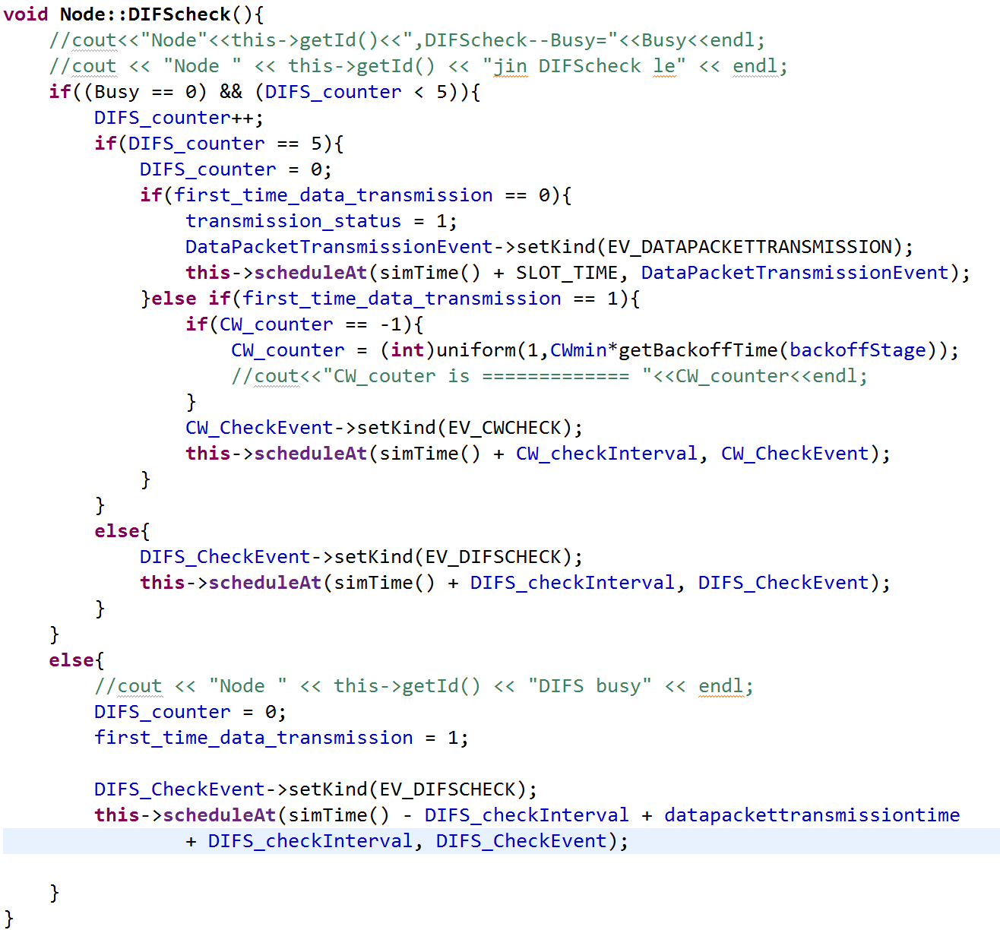 void Node::DIFScheck(){
    //cout<<"Node"<<this->getId()<<",DIFScheck--Busy="<<Busy<<endl;
    //cout << "Node " << this->getId() << "jin DIFScheck le" << endl;
    if((Busy == 0) && (DIFS_counter < 5)){
        DIFS_counter++;
        if(DIFS_counter == 5){
            DIFS_counter = 0;
            if(first_time_data_transmission == 0){
                transmission_status = 1;
                DataPacketTransmissionEvent->setKind(EV_DATAPACKETTRANSMISSION);
                this->scheduleAt(simTime() + SLOT_TIME, DataPacketTransmissionEvent);
            }else if(first_time_data_transmission == 1){
                if(CW_counter == -1){
                    CW_counter = (int)uniform(1,CWmin*getBackoffTime(backoffStage));
                    //cout<<"CW_couter is ============= "<<CW_counter<<endl;
                }
                CW_CheckEvent->setKind(EV_CWCHECK);
                this->scheduleAt(simTime() + CW_checkInterval, CW_CheckEvent);
            }
        }
        else{
            DIFS_CheckEvent->setKind(EV_DIFSCHECK);
            this->scheduleAt(simTime() + DIFS_checkInterval, DIFS_CheckEvent);
        }
    }
    else{
        //cout << "Node " << this->getId() << "DIFS busy" << endl;
        DIFS_counter = 0;
        first_time_data_transmission = 1;

        DIFS_CheckEvent->setKind(EV_DIFSCHECK);
        this->scheduleAt(simTime() - DIFS_checkInterval + datapackettransmissiontime
                + DIFS_checkInterval, DIFS_CheckEvent);

    }
}